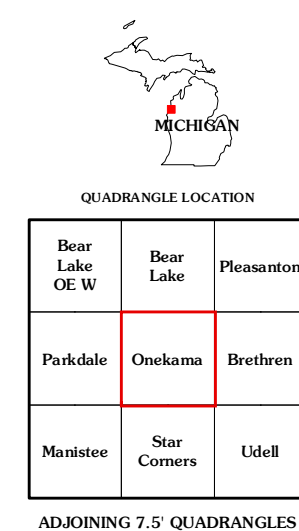 MICHIGAN
QUADRANGLE LOCATION
Bear
Lake
OE W
Bear
Lake
Pleasanton
Parkdale
Onekama
Brethren
Manistee
Star
Corners
Udell
ADJOINING 7.5' QUADRANGLES